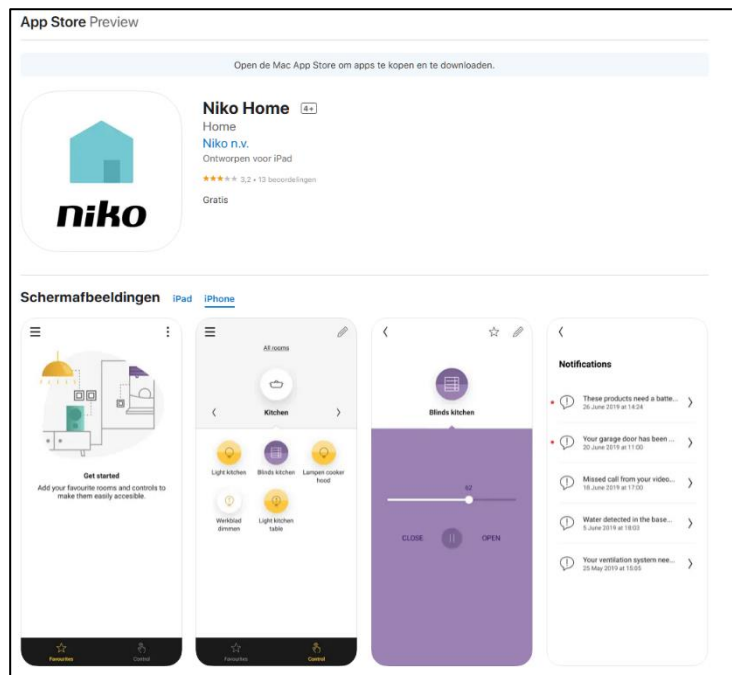 App Store Preview
Open de Mac App Store om apps te kopen en te downloaden.
Niko Home 4+
Home
Niko n.v.
Ontworpen voor iPad
★★★★★ 3,2 • 13 beoordelingen
Gratis
niko
Schermafbeeldingen iPad iPhone
Get started
Add your favourite rooms and controls to
make them easily accesible.
Favourites Control
All rooms
Kitchen
Light kitchen Blinds kitchen Lampen cooker
hood
Werkblad
dimmen
Light kitchen
table
Favourites Control
Blinds kitchen
62
CLOSE OPEN
Notifications
These products need a batte...
26 June 2019 at 14:24
Your garage door has been ...
20 June 2019 at 11:00
Missed call from your video...
18 June 2019 at 17:00
Water detected in the base...
5 June 2019 at 18:03
Your ventilation system nee...
25 May 2019 at 15:05